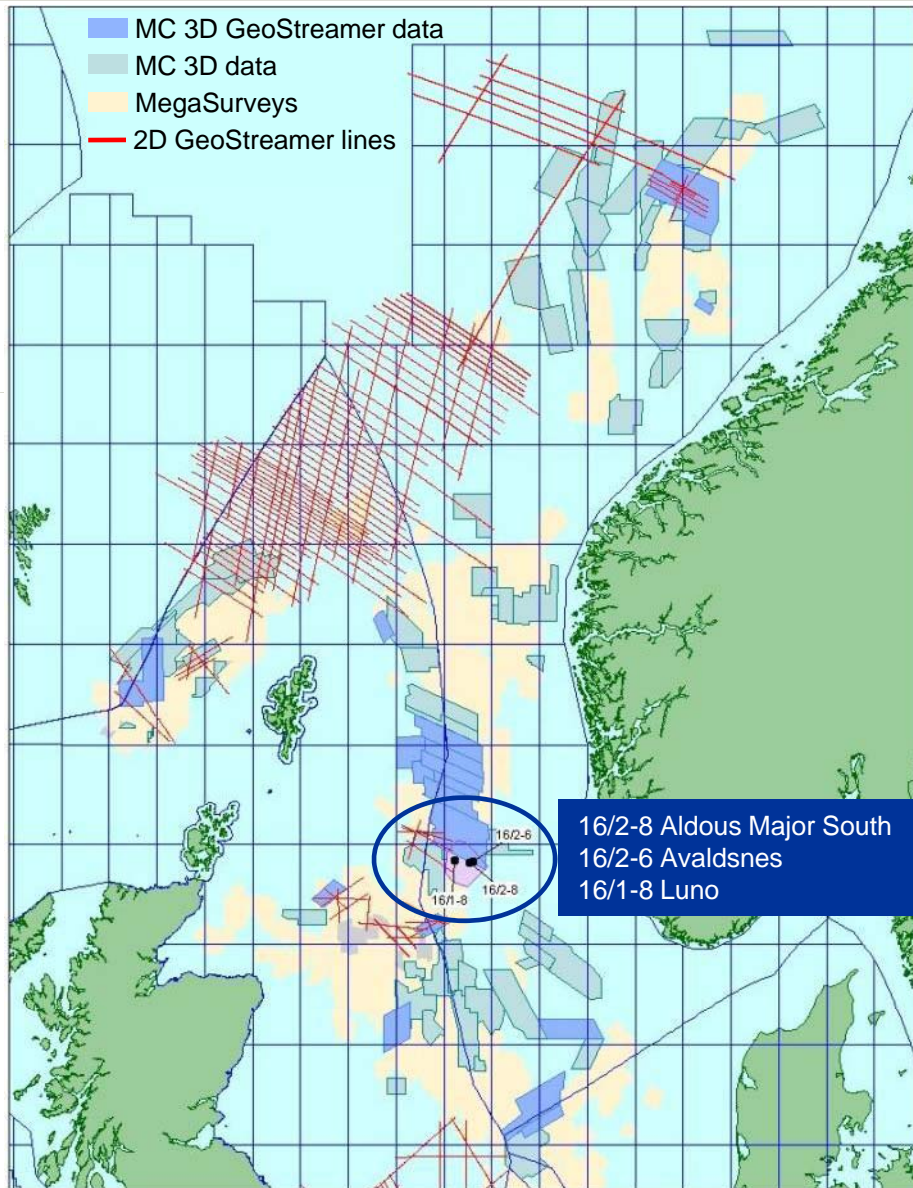 MC 3D GeoStreamer data
MC 3D data
MegaSurveys
2D GeoStreamer lines
16/2-6
16/2-8
16/1-8
16/2-8 Aldous Major South
16/2-6 Avaldsnes
16/1-8 Luno